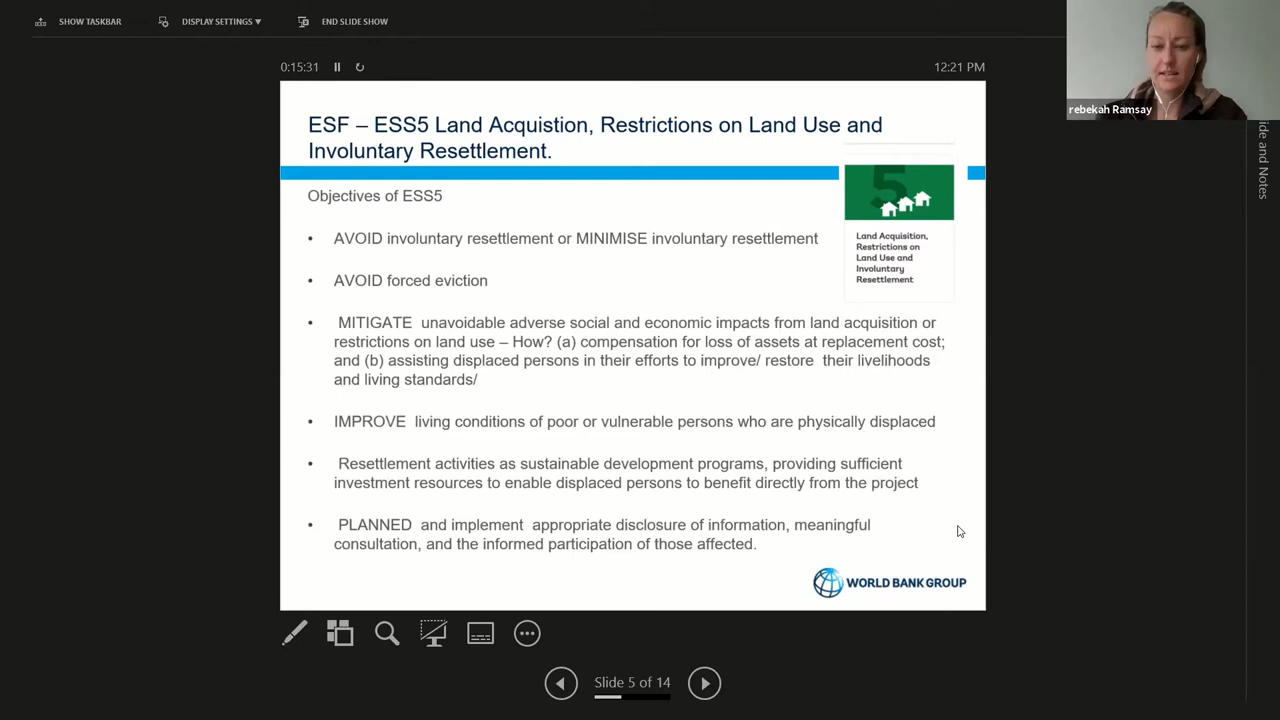 SHOW TASKBAR
DISPLAY SETTINGS ▼
END SLIDE SHOW
0:15:31
12:21 PM
rebekah Ramsay
ide and Notes
ESF – ESS5 Land Acquistion, Restrictions on Land Use and
Involuntary Resettlement.
5
Land Acquisition,
Restrictions on
Land Use and
Involuntary
Resettlement
Objectives of ESS5
• AVOID involuntary resettlement or MINIMISE involuntary resettlement
• AVOID forced eviction
• MITIGATE unavoidable adverse social and economic impacts from land acquisition or
restrictions on land use – How? (a) compensation for loss of assets at replacement cost;
and (b) assisting displaced persons in their efforts to improve/ restore their livelihoods
and living standards/
• IMPROVE living conditions of poor or vulnerable persons who are physically displaced
• Resettlement activities as sustainable development programs, providing sufficient
investment resources to enable displaced persons to benefit directly from the project
• PLANNED and implement appropriate disclosure of information, meaningful
consultation, and the informed participation of those affected.
WORLD BANK GROUP
Slide 5 of 14